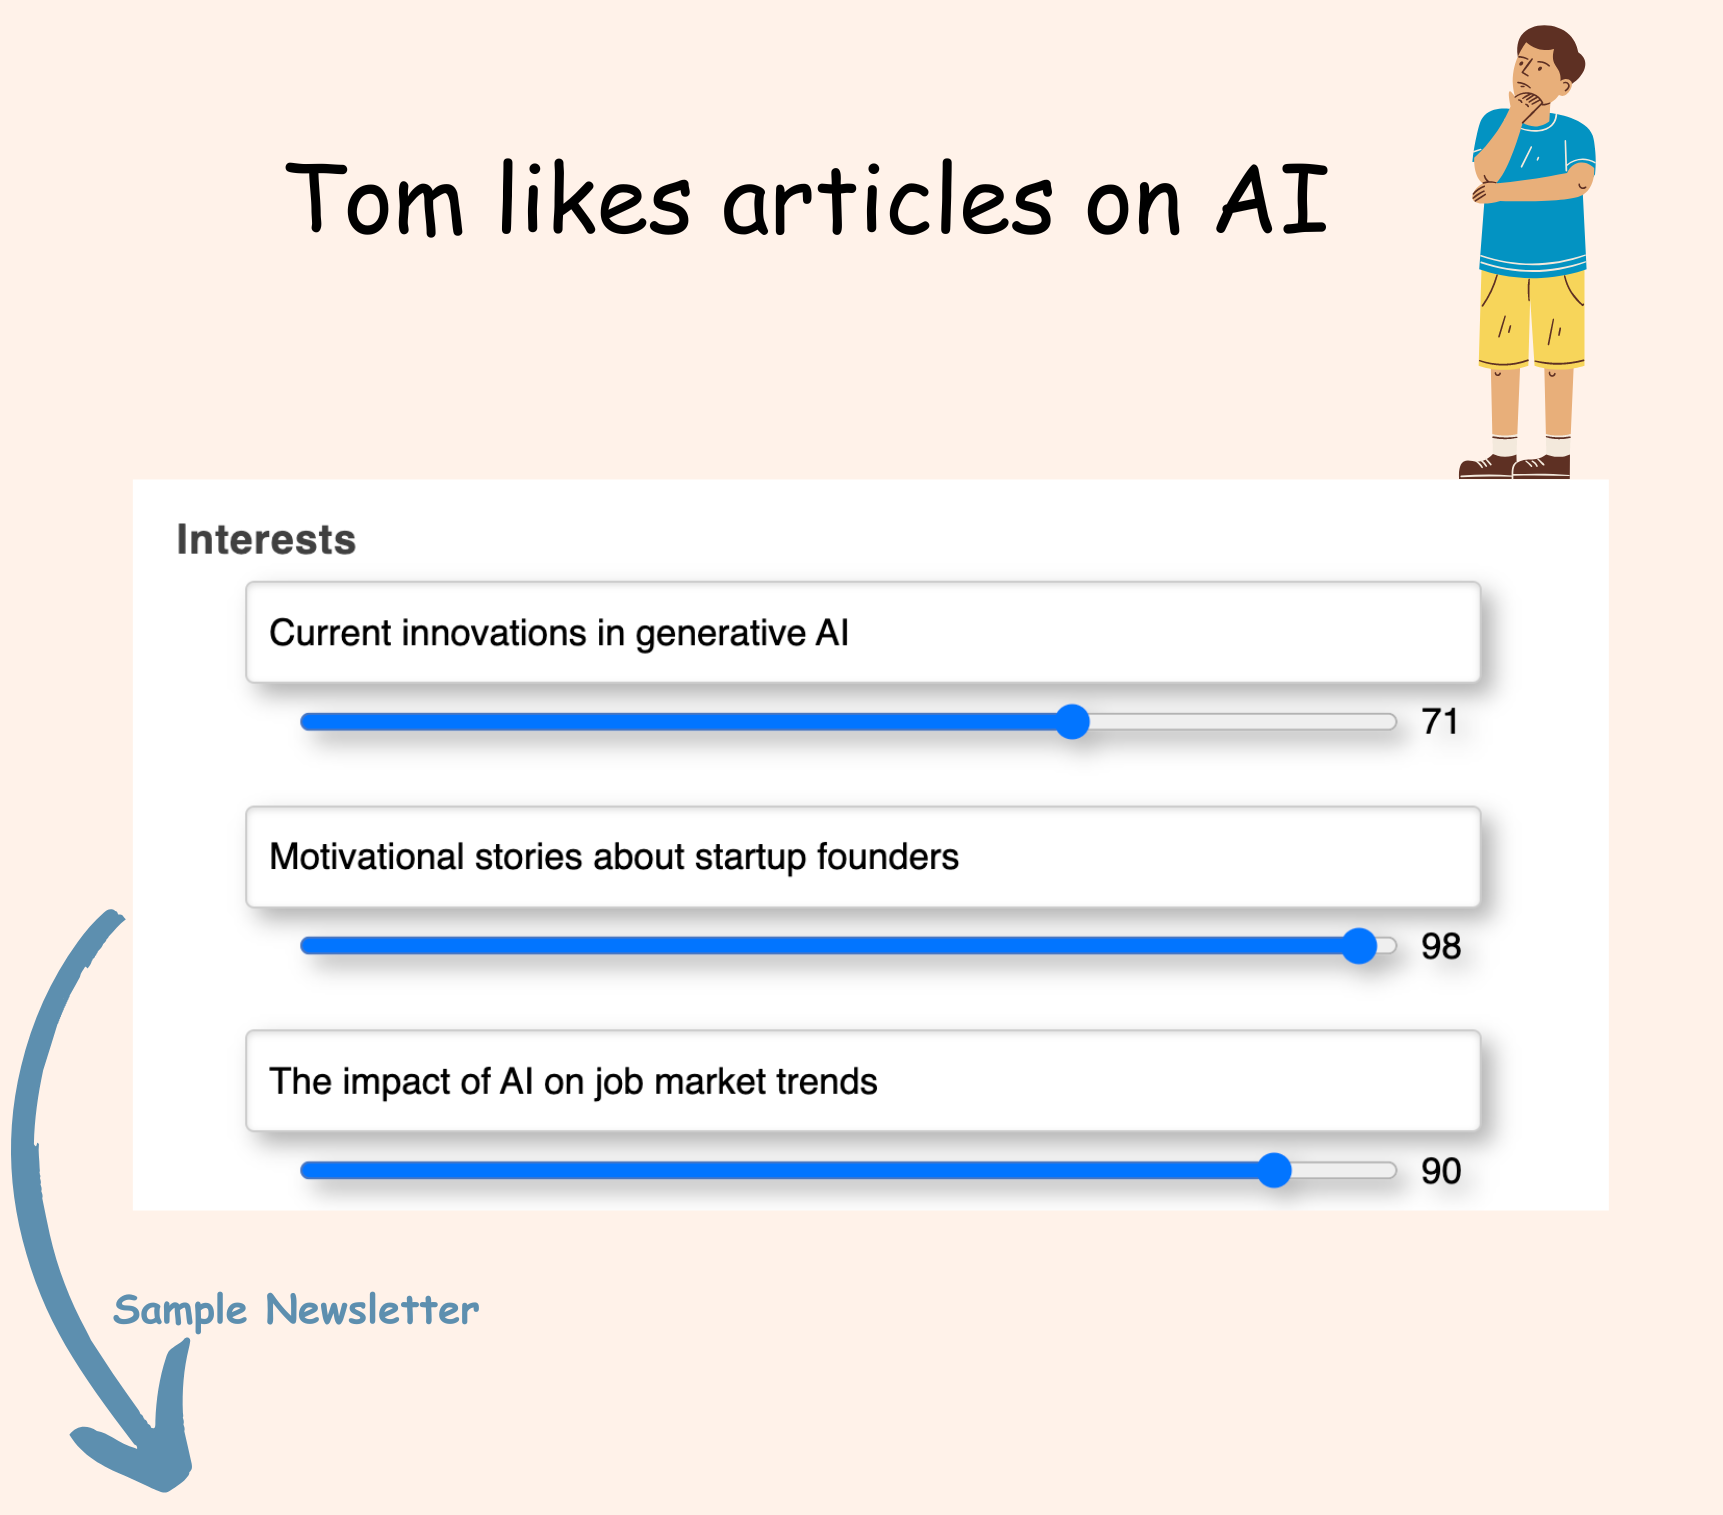 Tom likes articles on AI
Interests
Current innovations in generative AI
71
Motivational stories about startup founders
98
The impact of AI on job market trends
90
Sample Newsletter